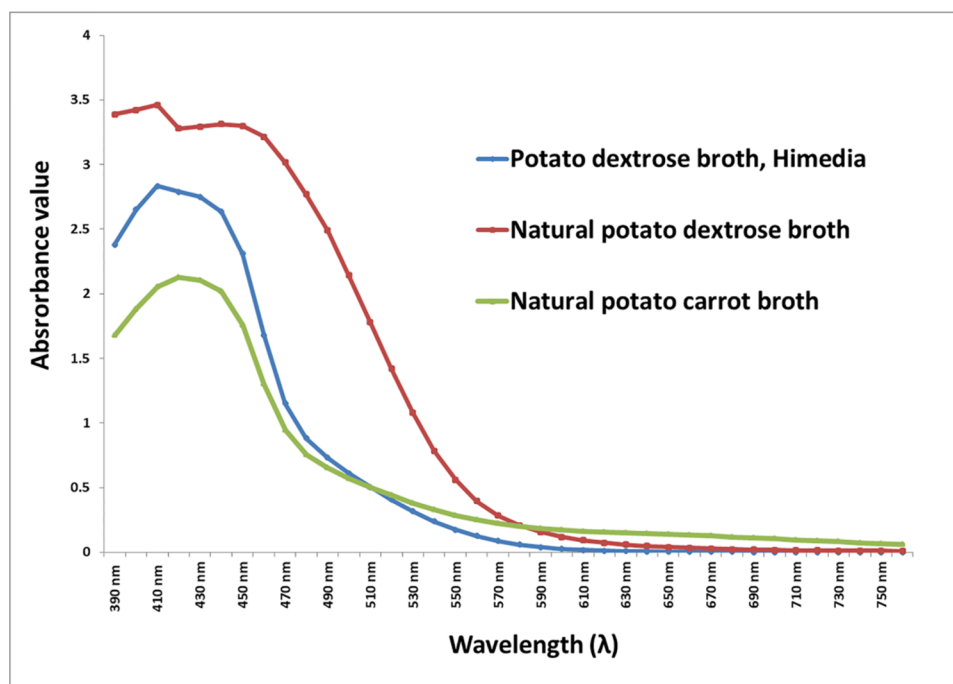 4
3.5
3
2.5
2
1.5
1
0.5
0
Absrorbance value
Potato dextrose broth, Himedia
Natural potato dextrose broth
Natural potato carrot broth
390 nm
410 nm
430 nm
450 nm
470 nm
490 nm
510 nm
530 nm
550 nm
570 nm
590 nm
610 nm
630 nm
650 nm
670 nm
690 nm
710 nm
730 nm
750 nm
Wavelength (λ)